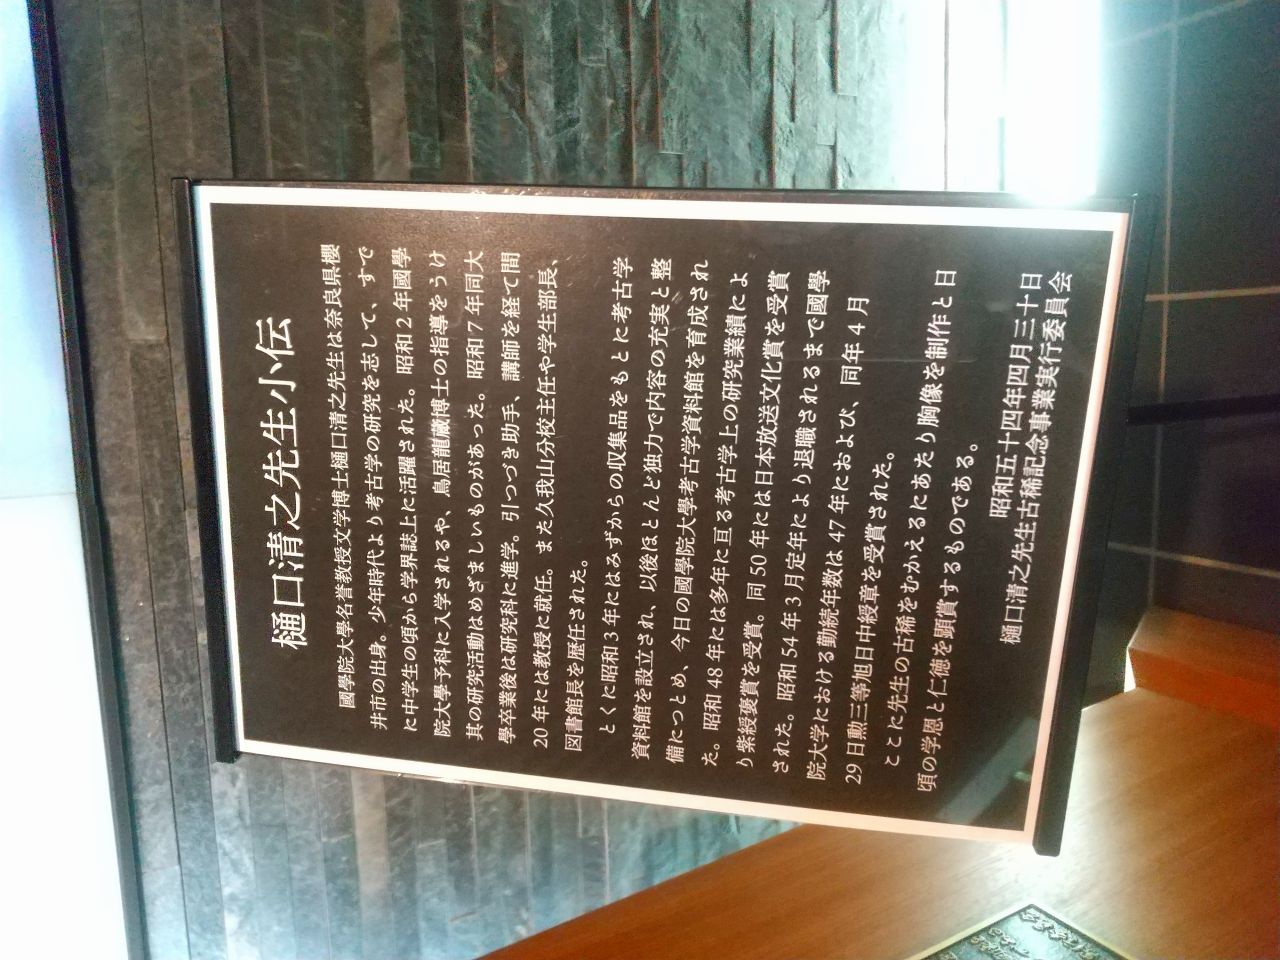 樋口清之先生小伝
國學院大學名誉教授文学博士樋口清之先生は奈良県櫻
井市の出身。少年時代より考古学の研究を志して、すで
に中学生の頃から学界誌上に活躍された。昭和2年國學
院大學予科に入学されるや、鳥居龍蔵博士の指導をうけ
其の研究活動はめざましいものがあった。昭和7年同大
學卒業後は研究科に進学。引つづき助手、講師を経て間
20年には教授に就任。また久我山分校主任や学生部長、
図書館長を歴任された。
とくに昭和3年にはみずからの収集品をもとに考古学
資料館を設立され、以後ほとんど独力で内容の充実と整
備につとめ、今日の國學院大學考古学資料館を育成され
た。昭和48年には多年に亘る考古学上の研究業績によ
り紫綬褒賞を受賞。同50年には日本放送文化賞を受賞
された。昭和54年3月定年により退職されるまで國學
院大学における勤続年数は47年におよび、同年4月
29日勲三等旭日中綬章を受賞された。
ここに先生の古稀をむかえるにあたり胸像を制作と日
頃の学恩と仁徳を顕賞するものである。
昭和五十四年四月三十日
樋口清之先生古稀記念事業実行委員会